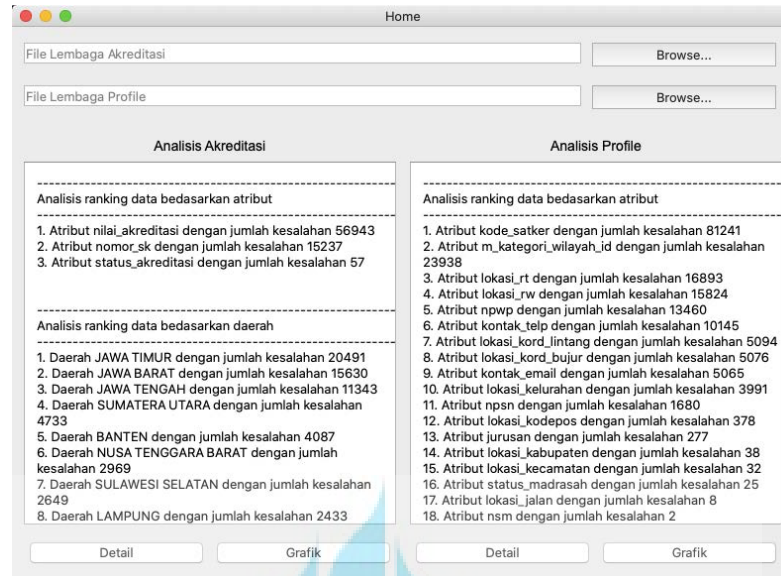 Home
File Lembaga Akreditasi
Browse...
File Lembaga Profile
Browse...
Analisis Akreditasi
--------------------------------------------------------------------
Analisis ranking data bedasarkan atribut
--------------------------------------------------------------------
1. Atribut nilai_akreditasi dengan jumlah kesalahan 56943
2. Atribut nomor_sk dengan jumlah kesalahan 15237
3. Atribut status_akreditasi dengan jumlah kesalahan 57
--------------------------------------------------------------------
Analisis ranking data bedasarkan daerah
--------------------------------------------------------------------
1. Daerah JAWA TIMUR dengan jumlah kesalahan 20491
2. Daerah JAWA BARAT dengan jumlah kesalahan 15630
3. Daerah JAWA TENGAH dengan jumlah kesalahan 11343
4. Daerah SUMATERA UTARA dengan jumlah kesalahan
4733
5. Daerah BANTEN dengan jumlah kesalahan 4087
6. Daerah NUSA TENGGARA BARAT dengan jumlah
kesalahan 2969
7. Daerah SULAWESI SELATAN dengan jumlah kesalahan
2649
8. Daerah LAMPUNG dengan jumlah kesalahan 2433
Detail
Grafik
Analisis Profile
--------------------------------------------------------------------
Analisis ranking data bedasarkan atribut
--------------------------------------------------------------------
1. Atribut kode_satker dengan jumlah kesalahan 81241
2. Atribut m_kategori_wilayah_id dengan jumlah kesalahan
23938
3. Atribut lokasi_rt dengan jumlah kesalahan 16893
4. Atribut lokasi_rw dengan jumlah kesalahan 15824
5. Atribut npwp dengan jumlah kesalahan 13460
6. Atribut kontak_telp dengan jumlah kesalahan 10145
7. Atribut lokasi_kord_lintang dengan jumlah kesalahan 5094
8. Atribut lokasi_kord_bujur dengan jumlah kesalahan 5076
9. Atribut kontak_email dengan jumlah kesalahan 5065
10. Atribut lokasi_kelurahan dengan jumlah kesalahan 3991
11. Atribut npsn dengan jumlah kesalahan 1680
12. Atribut lokasi_kodepos dengan jumlah kesalahan 378
13. Atribut jurusan dengan jumlah kesalahan 277
14. Atribut lokasi_kabupaten dengan jumlah kesalahan 38
15. Atribut lokasi_kecamatan dengan jumlah kesalahan 32
16. Atribut status_madrasah dengan jumlah kesalahan 25
17. Atribut lokasi_jalan dengan jumlah kesalahan 8
18. Atribut nsm dengan jumlah kesalahan 2
Detail
Grafik